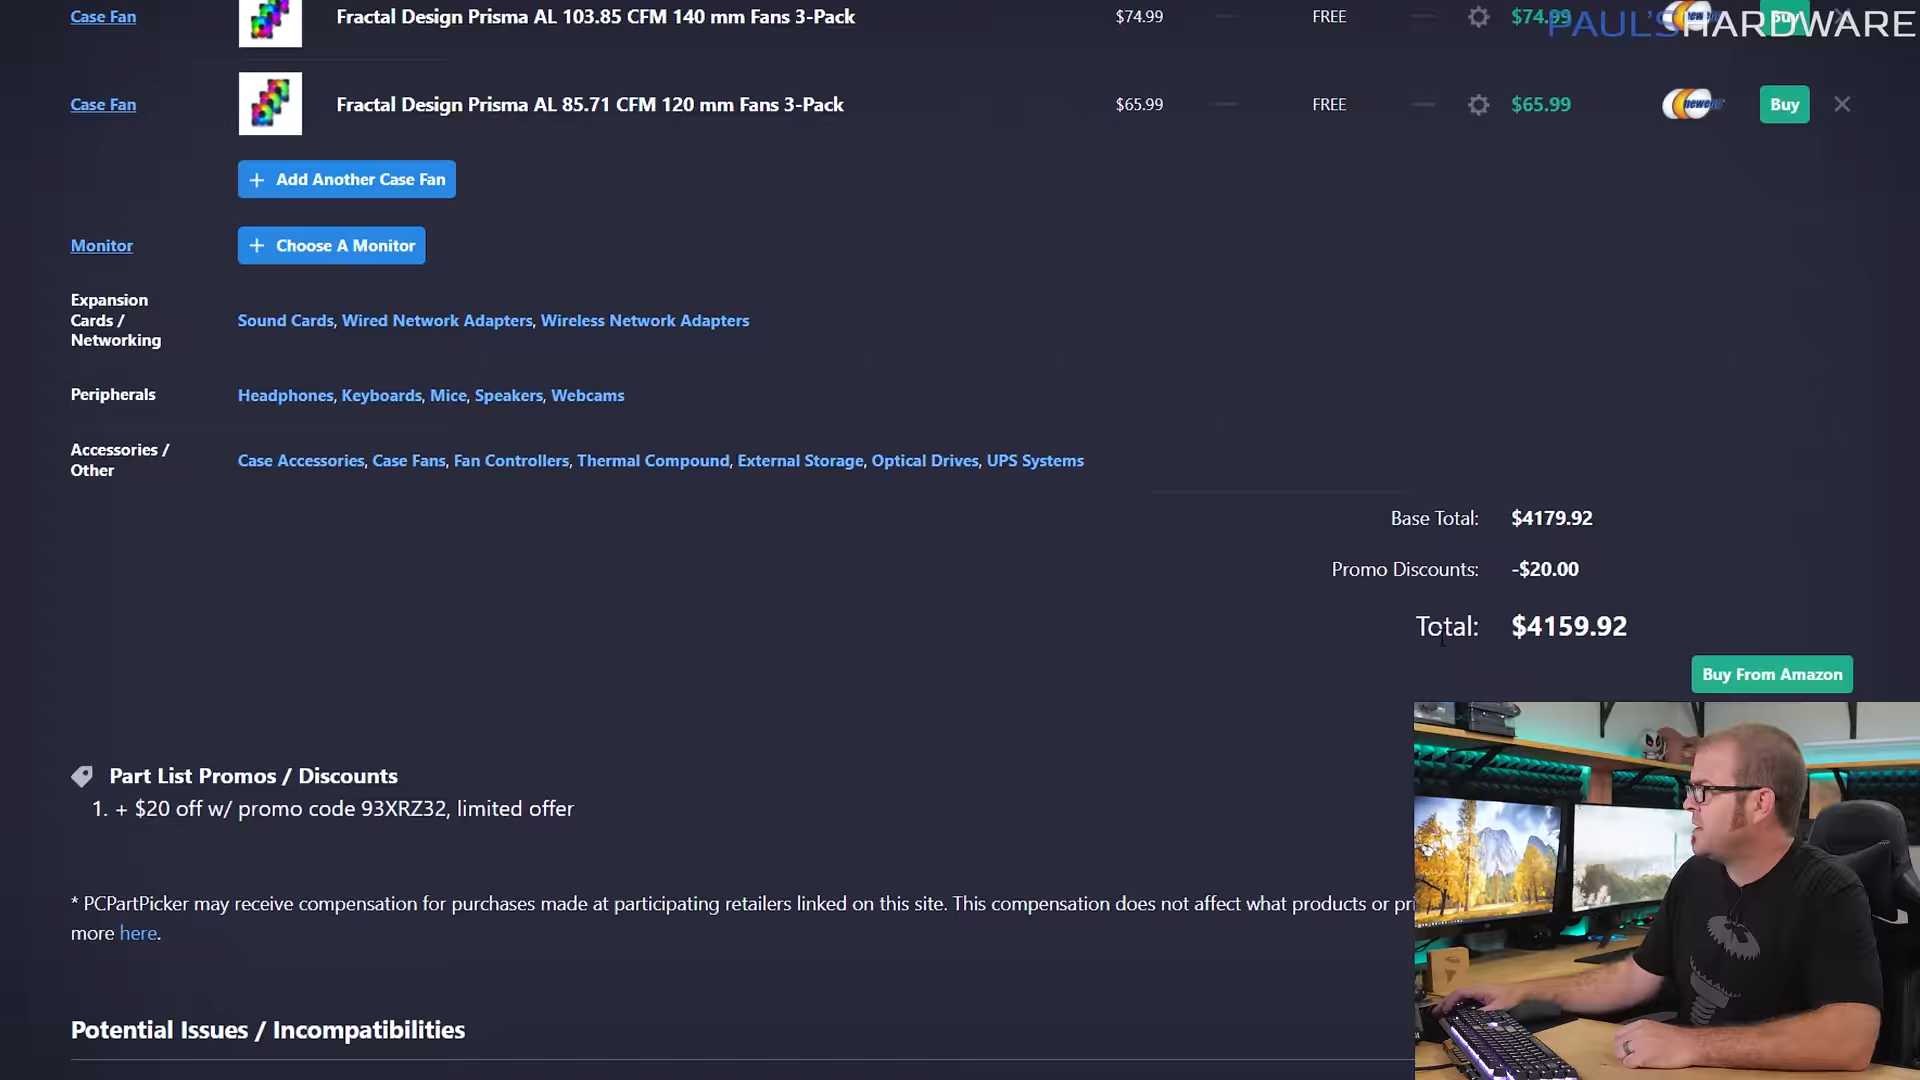 Case Fan Fractal Design Prisma AL 103.85 CFM 140 mm Fans 3-Pack $74.99 — FREE — $74.99 Buy
PAUL'SHARDWARE
Case Fan Fractal Design Prisma AL 85.71 CFM 120 mm Fans 3-Pack $65.99 — FREE — $65.99 newegg Buy
+ Add Another Case Fan
Monitor + Choose A Monitor
Expansion
Cards /
Networking
Sound Cards, Wired Network Adapters, Wireless Network Adapters
Peripherals Headphones, Keyboards, Mice, Speakers, Webcams
Accessories /
Other
Case Accessories, Case Fans, Fan Controllers, Thermal Compound, External Storage, Optical Drives, UPS Systems
Base Total: $4179.92
Promo Discounts: -$20.00
Total: $4159.92
Buy From Amazon
Part List Promos / Discounts
1. + $20 off w/ promo code 93XRZ32, limited offer
* PCPartPicker may receive compensation for purchases made at participating retailers linked on this site. This compensation does not affect what products or pri
more here.
Potential Issues / Incompatibilities